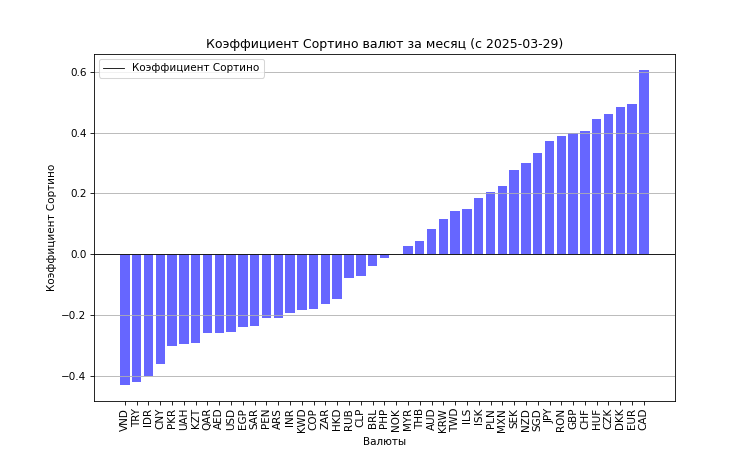 Коэффициент Сортино валют за месяц (с 2025-03-29)
Коэффициент Сортино
0.6
0.4
0.2
0.0
−0.2
−0.4
Коэффициент Сортино
VND TRY IDR CNY PKR UAH KZT QAR AED USD EGP SAR PEN ARS INR KWD COP ZAR HKD RUB CLP BRL PHP NOK MYR THB AUD KRW TWD ILS ISK PLN MXN SEK NZD SGD JPY RON GBP CHF HUF CZK DKK EUR CAD
Валюты